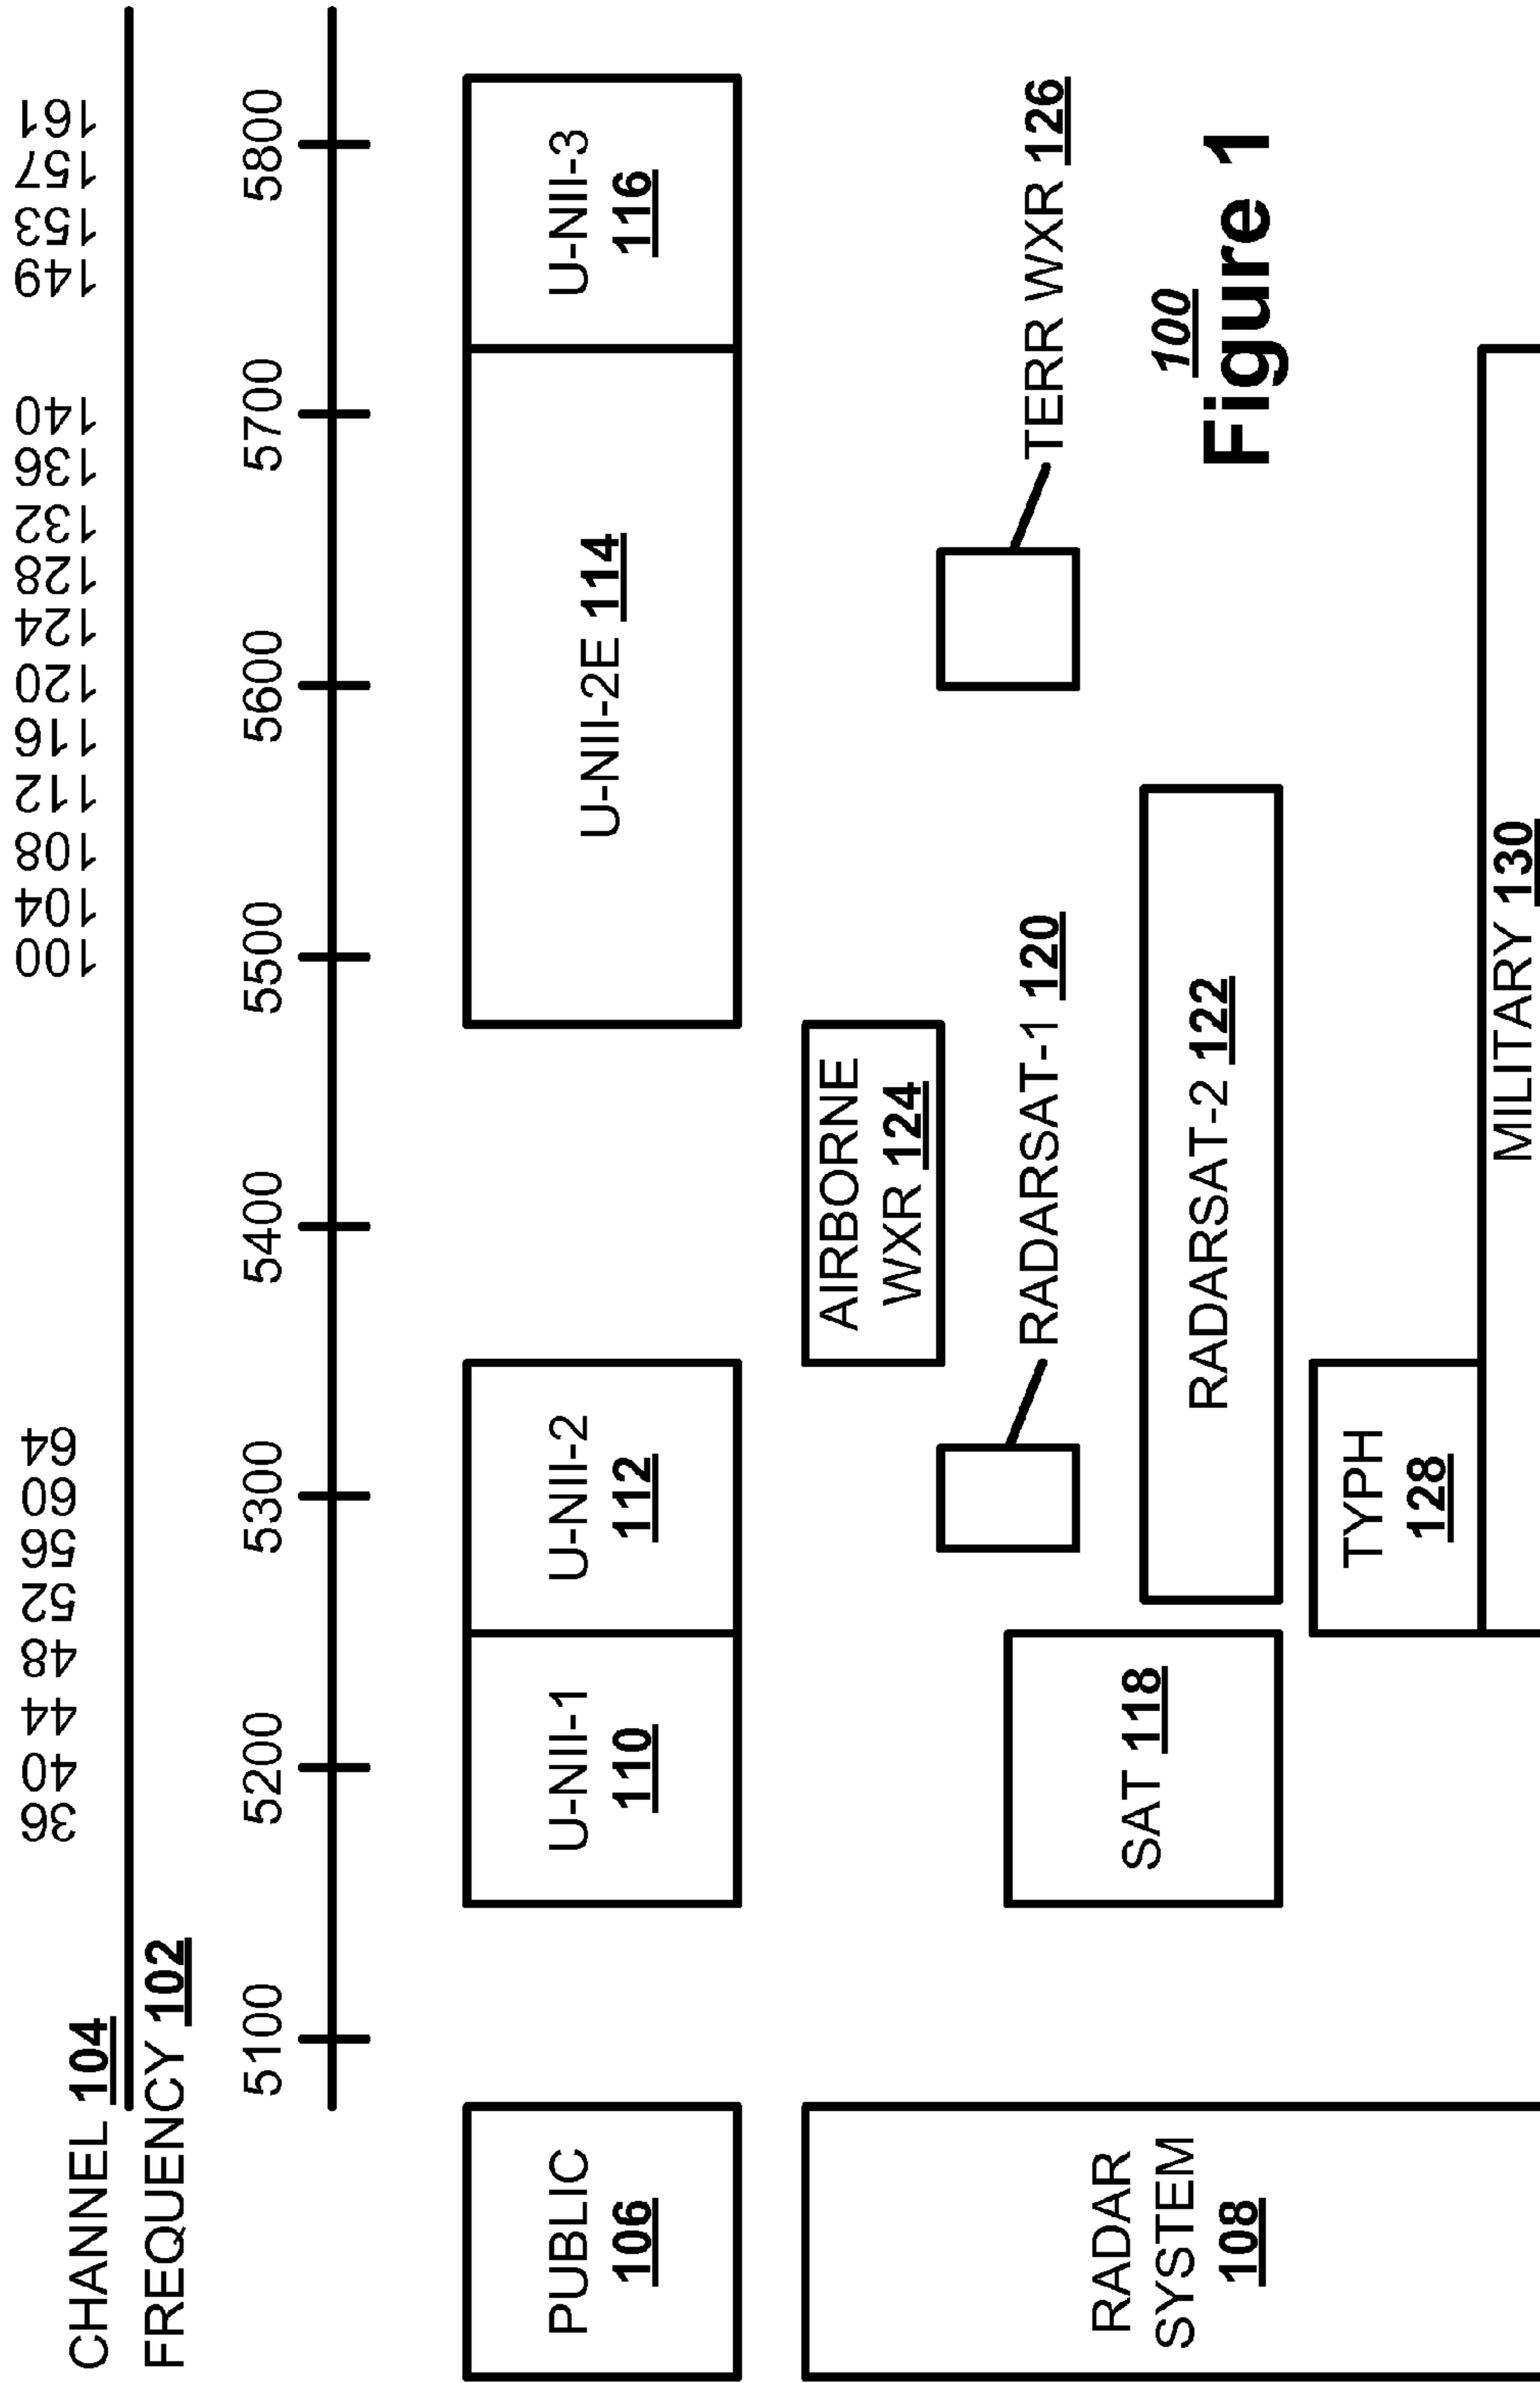 CHANNEL 104
36 40 44 48 52 56 60 64 100 104 108 112 116 120 124 128 132 136 140 149 153 157 161
FREQUENCY 102
5100 5200 5300 5400 5500 5600 5700 5800
PUBLIC
106
U-NII-1
110
U-NII-2
112
U-NII-2E 114
U-NII-3
116
RADAR
SYSTEM
108
AIRBORNE
WXR 124
SAT 118
RADARSAT-1 120
TERR WXR 126
RADARSAT-2 122
TYPH
128
MILITARY 130
100
Figure 1